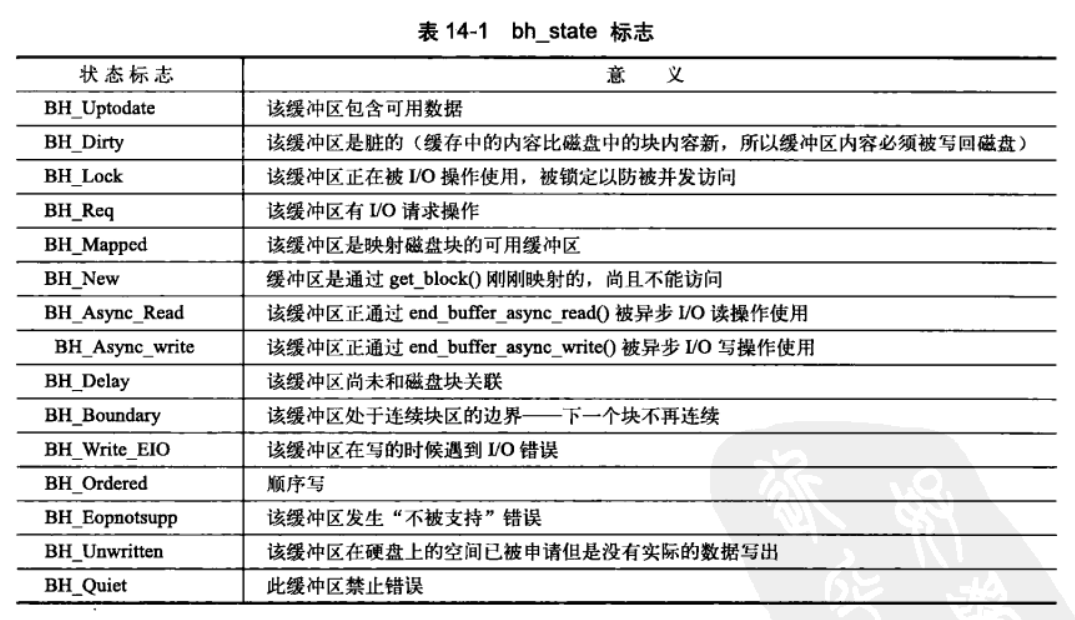 表 14-1 bh_state 标志
状态标志 意 义
BH_Uptodate 该缓冲区包含可用数据
BH_Dirty 该缓冲区是脏的（缓存中的内容比磁盘中的块内容新，所以缓冲区内容必须被写回磁盘）
BH_Lock 该缓冲区正在被 I/O 操作使用，被锁定以防被并发访问
BH_Req 该缓冲区有 I/O 请求操作
BH_Mapped 该缓冲区是映射磁盘块的可用缓冲区
BH_New 缓冲区是通过 get_block() 刚刚映射的，尚且不能访问
BH_Async_Read 该缓冲区正通过 end_buffer_async_read() 被异步 I/O 读操作使用
BH_Async_write 该缓冲区正通过 end_buffer_async_write() 被异步 I/O 写操作使用
BH_Delay 该缓冲区尚未和磁盘块关联
BH_Boundary 该缓冲区处于连续块区的边界——下一个块不再连续
BH_Write_EIO 该缓冲区在写的时候遇到 I/O 错误
BH_Ordered 顺序写
BH_Eopnotsupp 该缓冲区发生“不被支持”错误
BH_Unwritten 该缓冲区在硬盘上的空间已被申请但是没有实际的数据写出
BH_Quiet 此缓冲区禁止错误